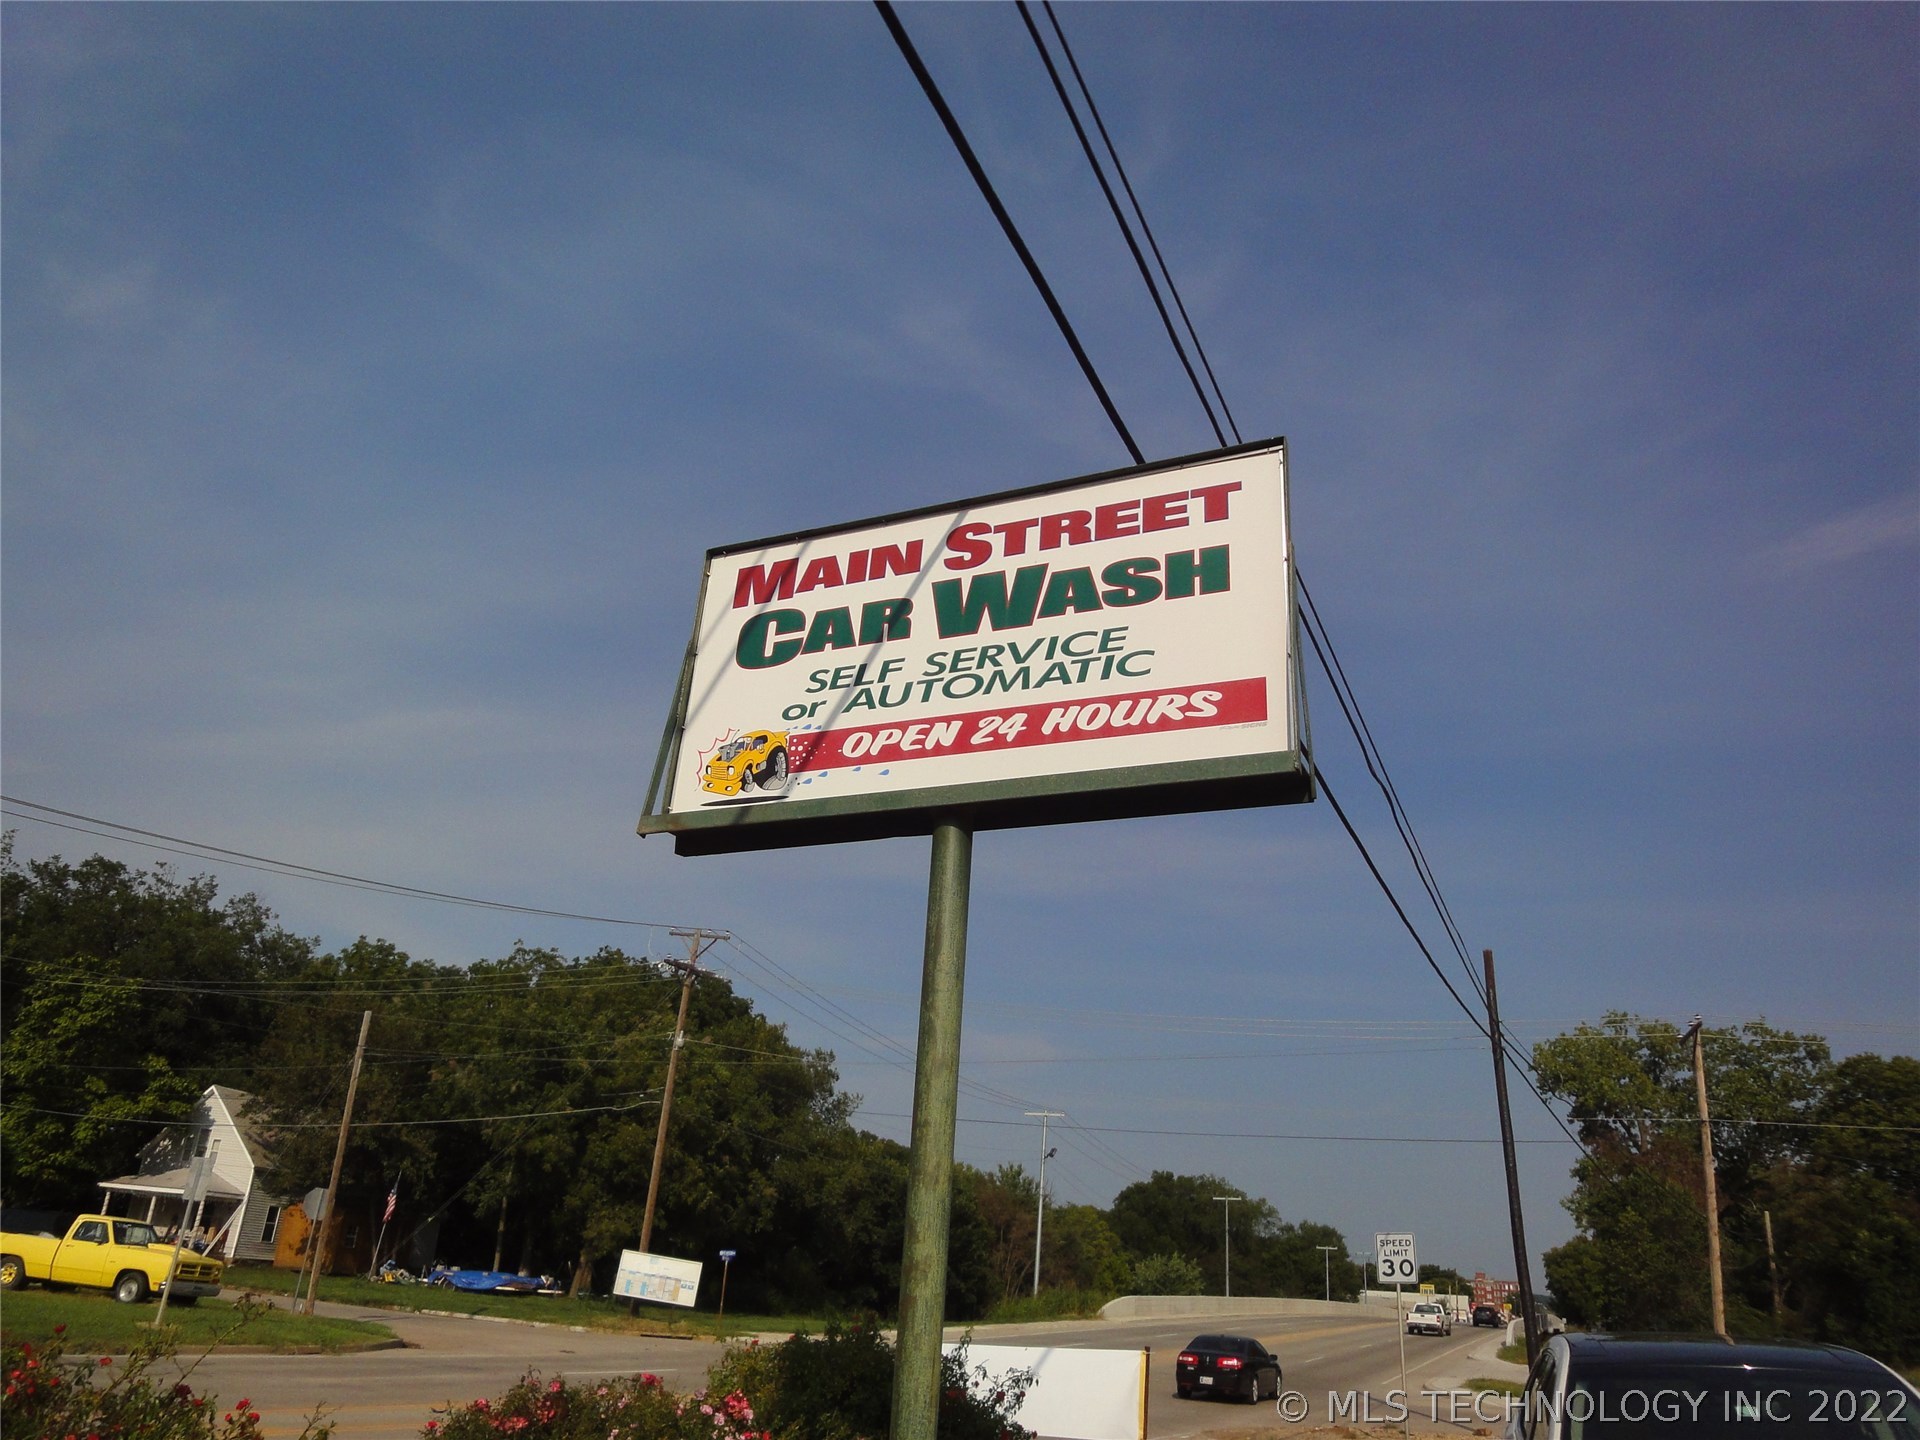 MAIN STREET
CAR WASH
SELF SERVICE
or AUTOMATIC
OPEN 24 HOURS
SPEED
LIMIT
30
© MLS TECHNOLOGY INC 2022